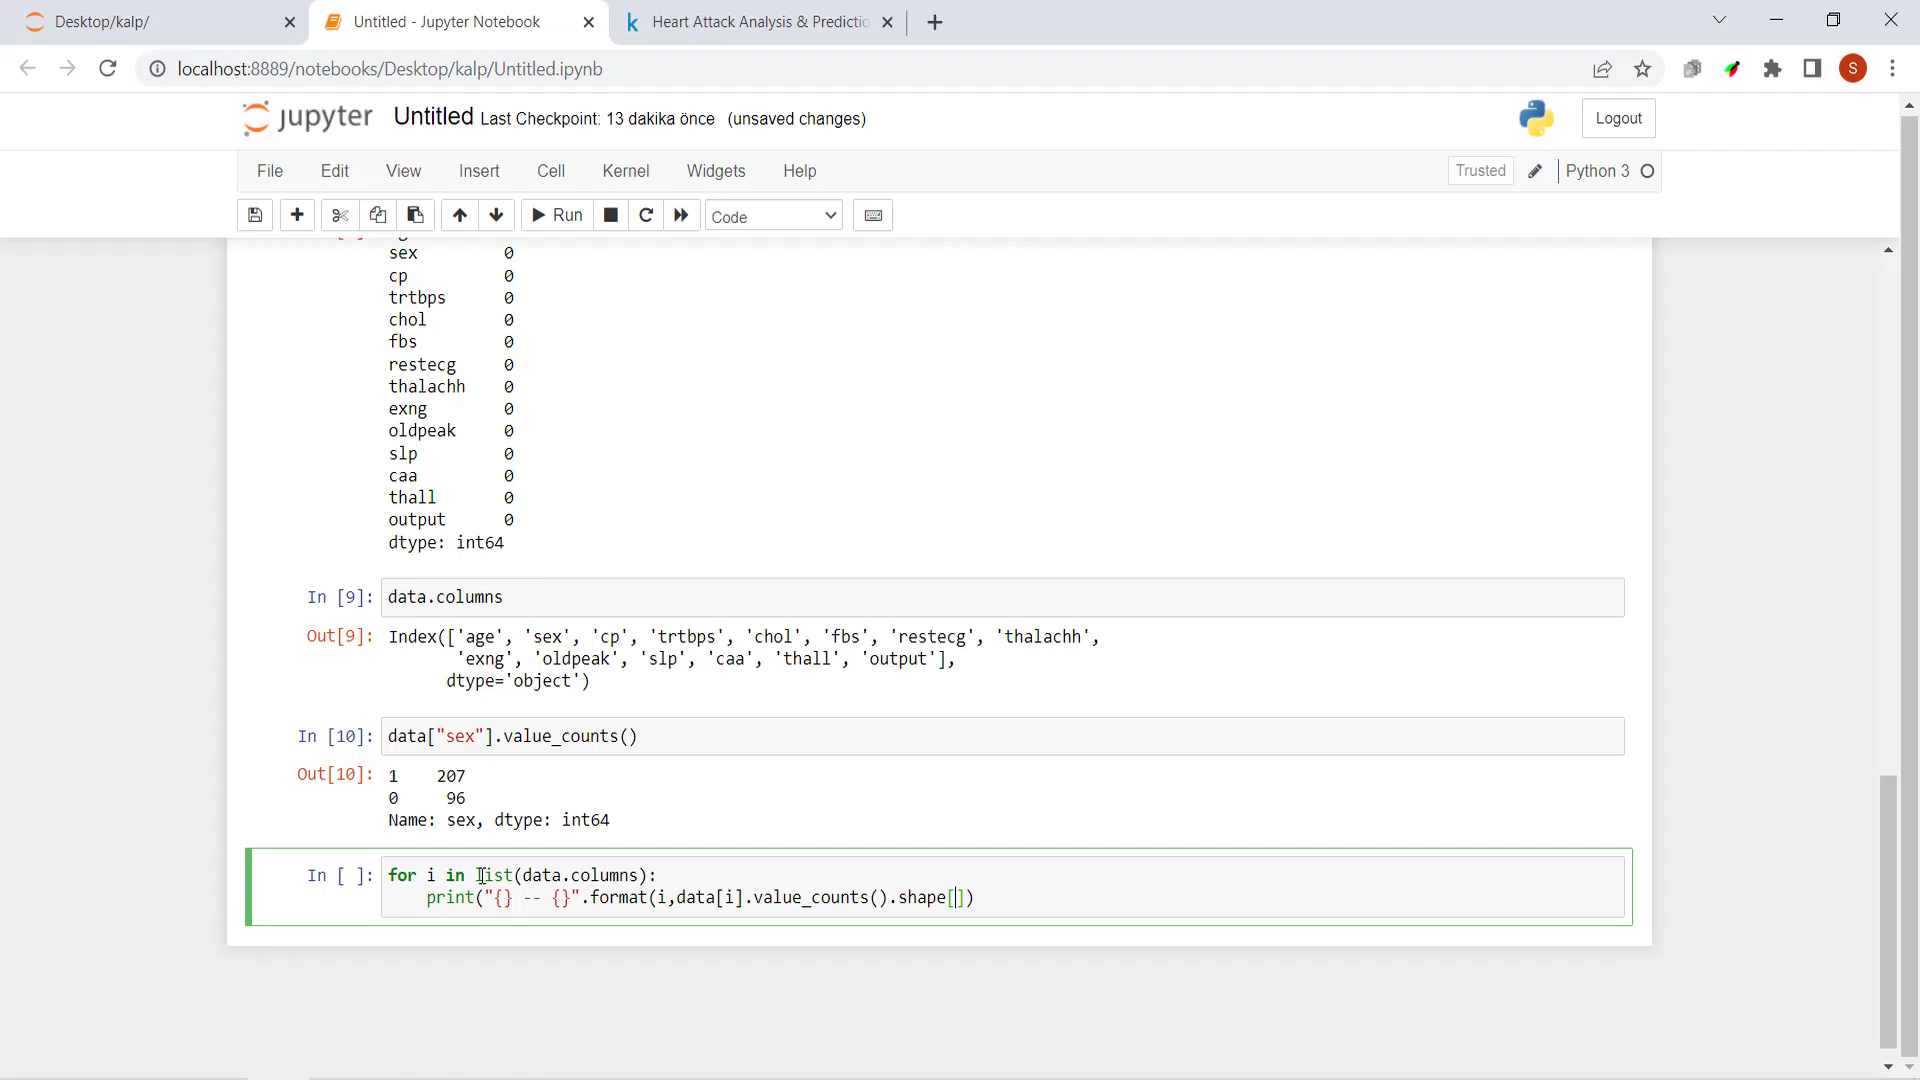 Desktop/kalp/
Untitled - Jupyter Notebook
Heart Attack Analysis & Predictio
localhost:8889/notebooks/Desktop/kalp/Untitled.ipynb
S
jupyter Untitled Last Checkpoint: 13 dakika önce (unsaved changes)
Logout
File Edit View Insert Cell Kernel Widgets Help
Trusted
Python 3
Run
Code
sex 0
cp 0
trtbps 0
chol 0
fbs 0
restecg 0
thalachh 0
exng 0
oldpeak 0
slp 0
caa 0
thall 0
output 0
dtype: int64
In [9]: data.columns
Out[9]: Index(['age', 'sex', 'cp', 'trtbps', 'chol', 'fbs', 'restecg', 'thalachh',
'exng', 'oldpeak', 'slp', 'caa', 'thall', 'output'],
dtype='object')
In [10]: data["sex"].value_counts()
Out[10]: 1 207
0 96
Name: sex, dtype: int64
In [ ]: for i in list(data.columns):
print("{} -- {}".format(i,data[i].value_counts().shape[])